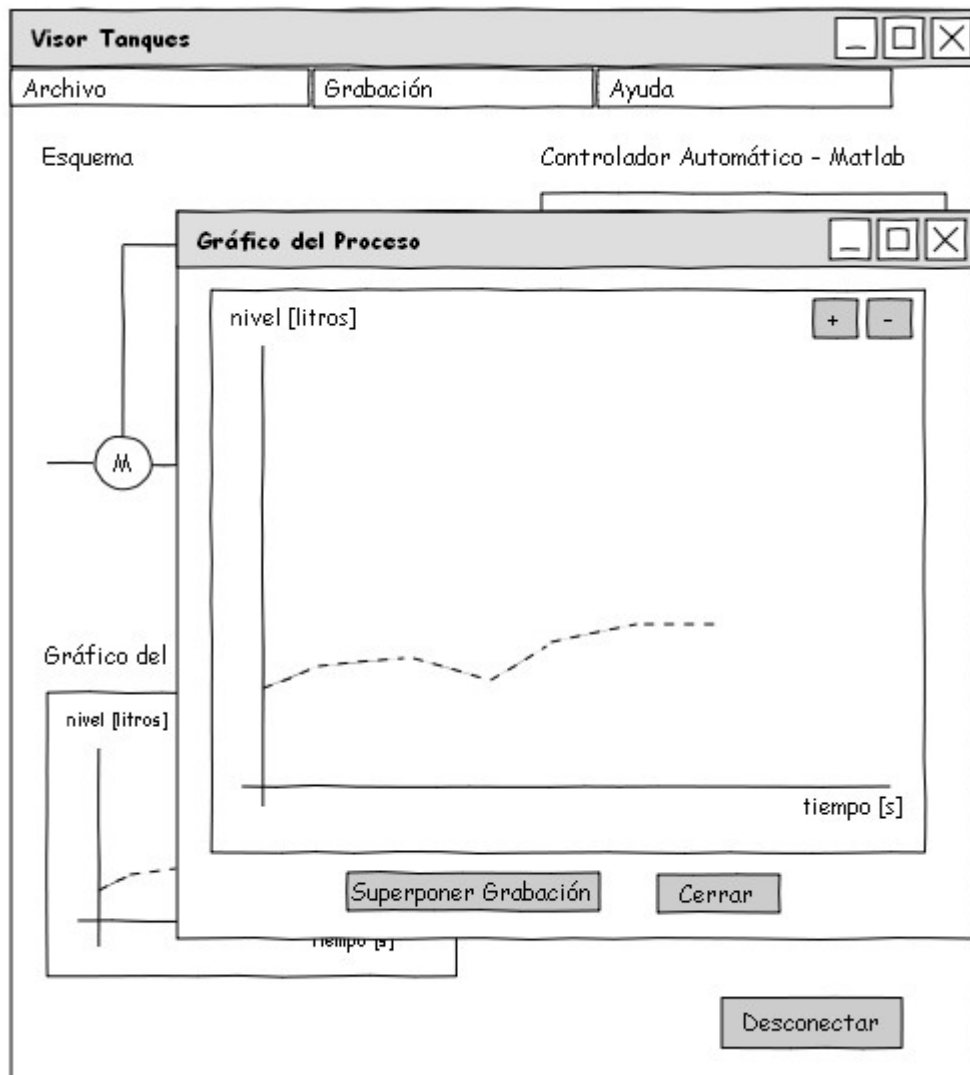 Visor Tanques
Archivo
Grabación
Ayuda
Esquema
Controlador Automático - Matlab
Gráfico del Proceso
nivel [litros]
+
-
M
tiempo [s]
Superponer Grabación
Cerrar
Gráfico del
nivel [litros]
tiempo [s]
Desconectar